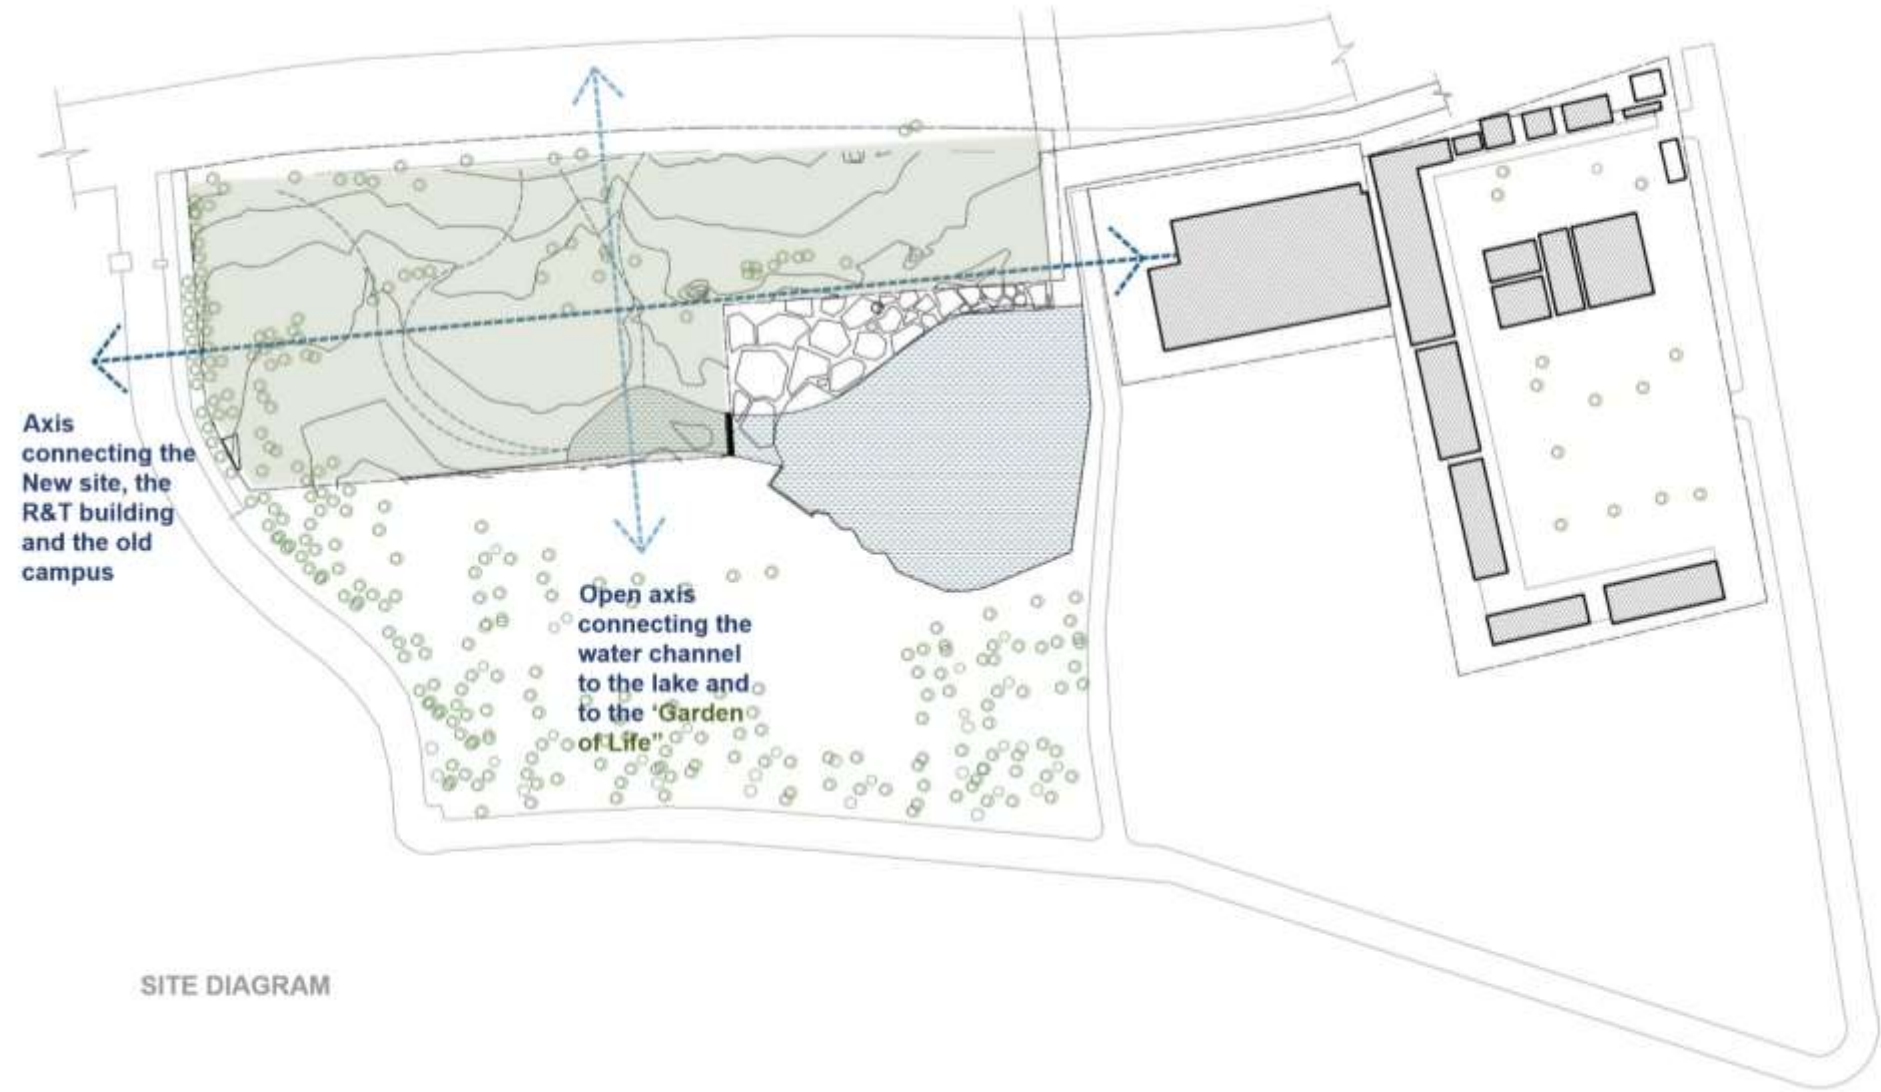 Axis
connecting the
New site, the
R&T building
and the old
campus
Open axis
connecting the
water channel
to the lake and
to the ‘Garden
of Life”
SITE DIAGRAM